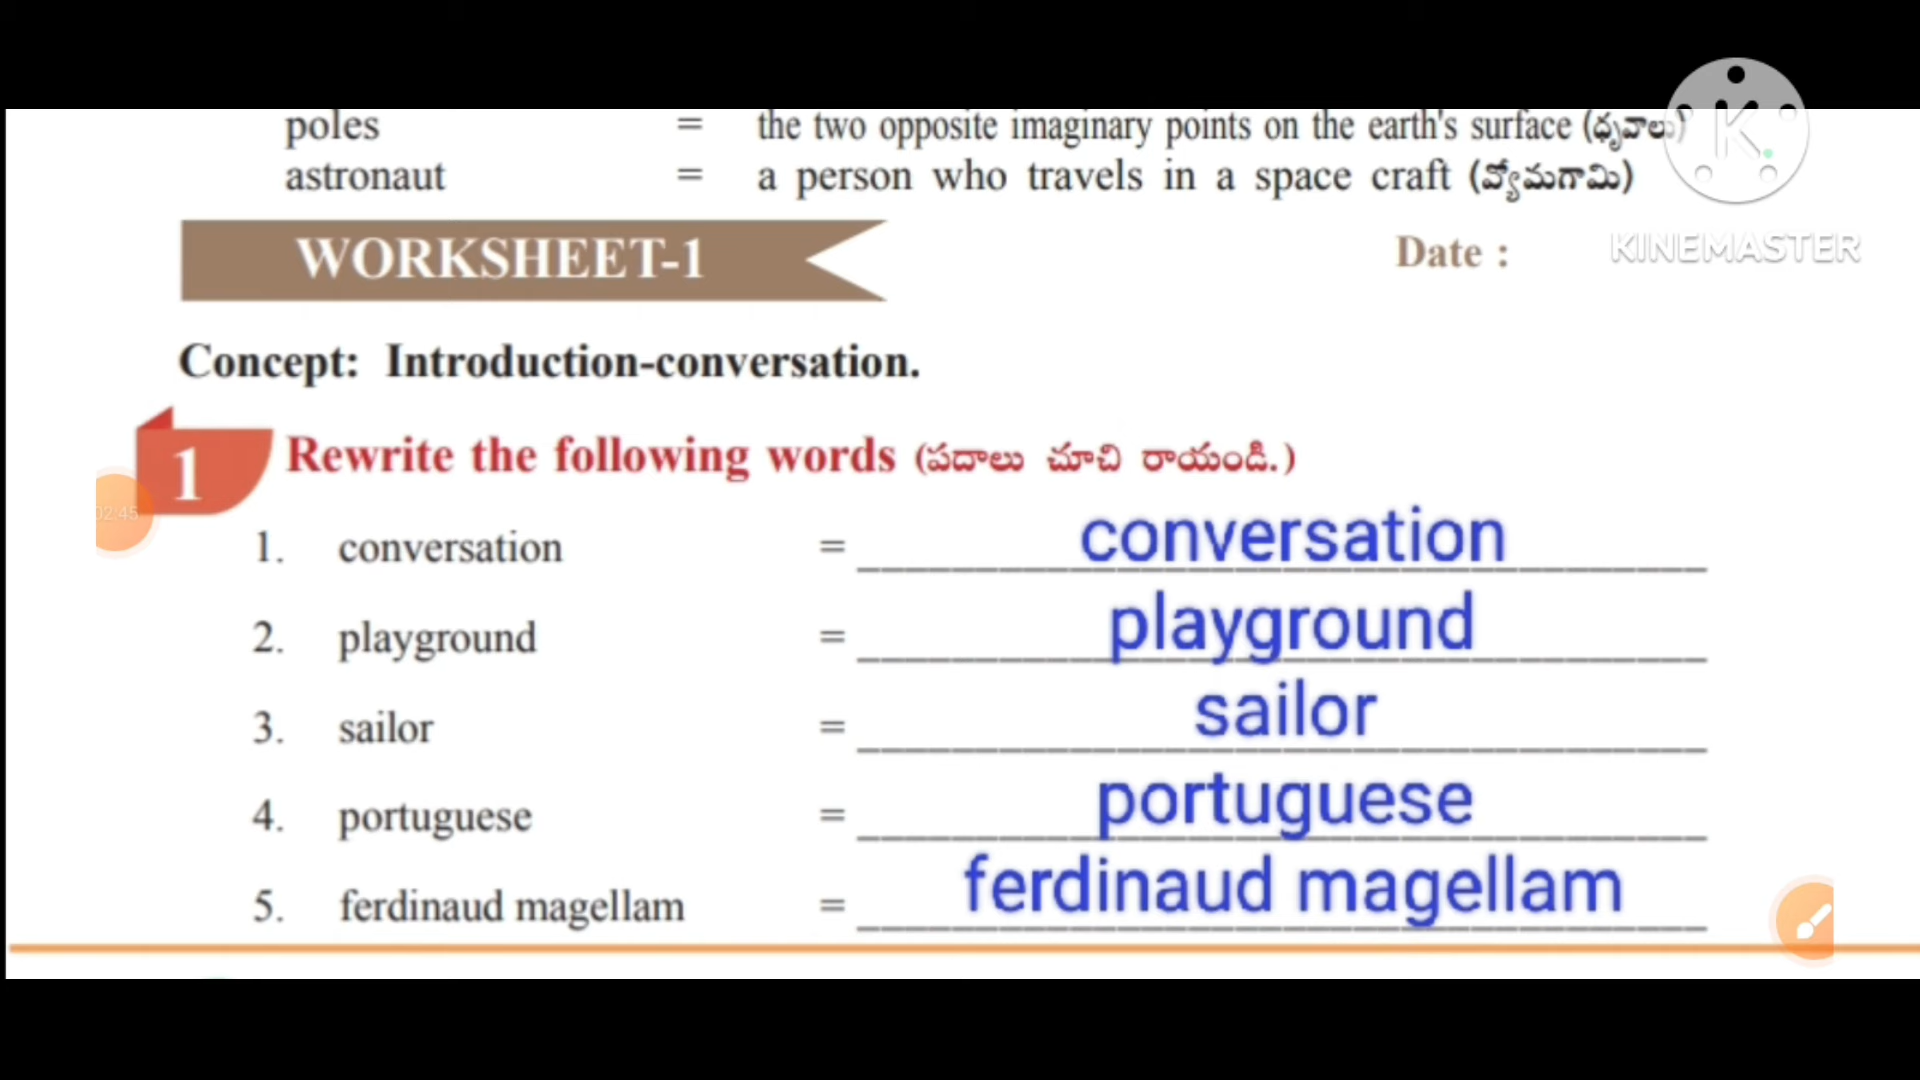 poles = the two opposite imaginary points on the earth's surface (ధృవాలు)
astronaut = a person who travels in a space craft (వ్యోమగామి)
WORKSHEET-1
Date :
KINEMASTER
Concept: Introduction-conversation.
1 Rewrite the following words (పదాలు చూచి రాయండి.)
02:45
1. conversation = conversation
2. playground = playground
3. sailor = sailor
4. portuguese = portuguese
5. ferdinaud magellam = ferdinaud magellam